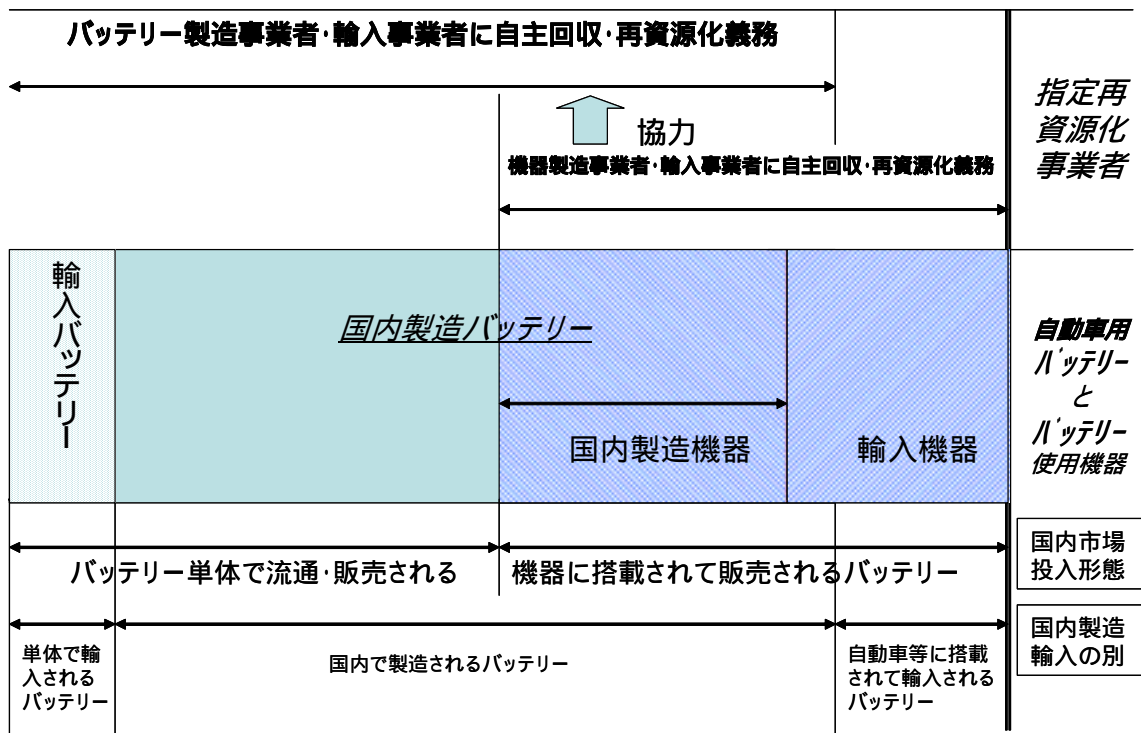 バッテリー製造事業者・輸入事業者に自主回収・再資源化義務
協力
機器製造事業者・輸入事業者に自主回収・再資源化義務
指定再
資源化
事業者
輸入バッテリー
国内製造バッテリー
国内製造機器
輸入機器
自動車用
バッテリー
と
バッテリー
使用機器
バッテリー単体で流通・販売される
機器に搭載されて販売されるバッテリー
国内市場
投入形態
単体で輸
入される
バッテリー
国内で製造されるバッテリー
自動車等に搭載
されて輸入される
バッテリー
国内製造
輸入の別